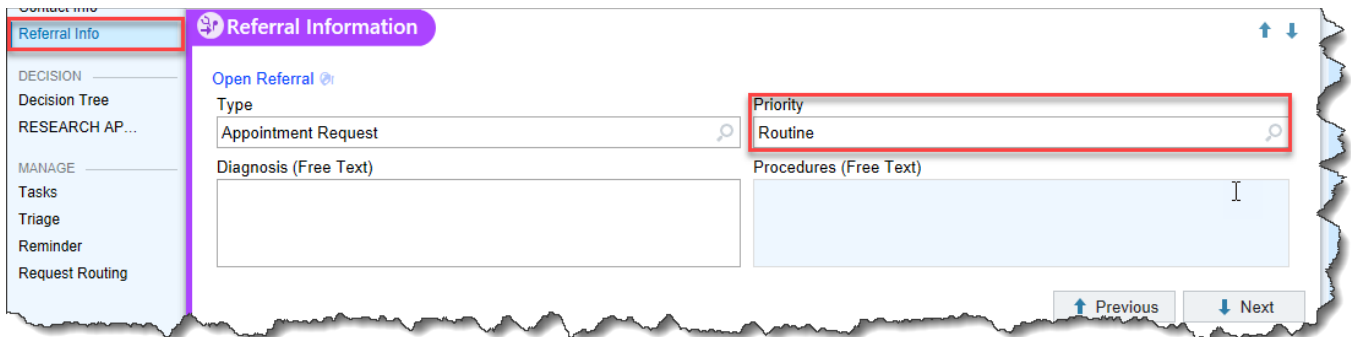 Contact Info
Referral Info
DECISION
Decision Tree
RESEARCH AP...
MANAGE
Tasks
Triage
Reminder
Request Routing
Referral Information
Open Referral
Type
Priority
Appointment Request
Routine
Diagnosis (Free Text)
Procedures (Free Text)
Previous
Next